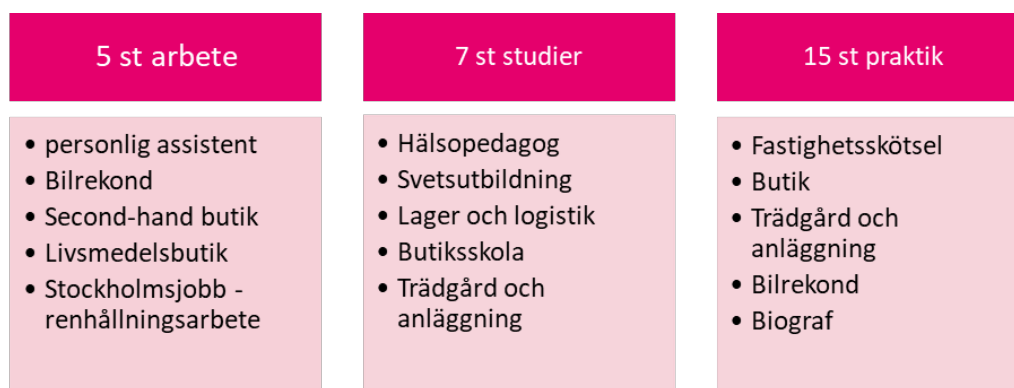 5 st arbete
• personlig assistent
• Bilrekond
• Second-hand butik
• Livsmedelsbutik
• Stockholmsjobb -
renhållningsarbete
7 st studier
• Hälsopedagog
• Svetsutbildning
• Lager och logistik
• Butiksskola
• Trädgård och
anläggning
15 st praktik
• Fastighetsskötsel
• Butik
• Trädgård och
anläggning
• Bilrekond
• Biograf